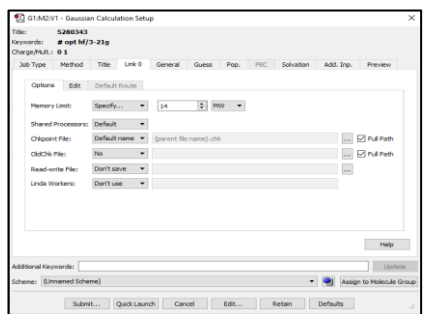 G1:M2:V1 - Gaussian Calculation Setup
Title: 5280343
Keywords: # opt hf/3-21g
Charge/Mult.: 0 1
Job Type Method Title Link 0 General Guess Pop. PBC Solvation Add. Inp. Preview
Options Edit Default Route
Memory Limit: Specify... 14 MW
Shared Processors: Default
Chkpoint File: Default name (parent file name).chk ... Full Path
OldChk File: No ... Full Path
Read-write File: Don't save ...
Linda Workers: Don't use
Help
Additional Keywords: Update
Scheme: (Unnamed Scheme) Assign to Molecule Group
Submit... Quick Launch Cancel Edit... Retain Defaults